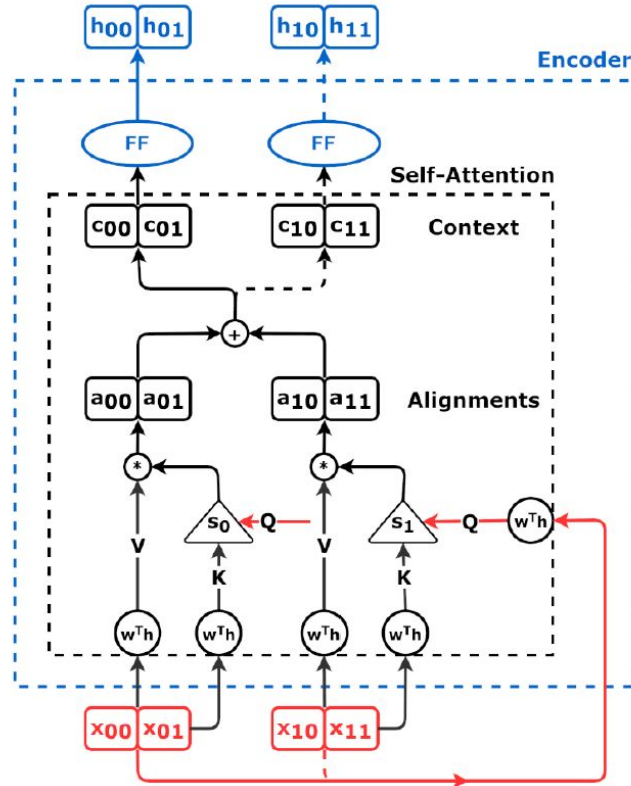 h00 h01 h10 h11
Encoder
FF FF
Self-Attention
c00 c01 c10 c11 Context
+
a00 a01 a10 a11 Alignments
* *
s0 Q s1 Q wᵀh
V V
K K
wᵀh wᵀh wᵀh wᵀh
x00 x01 x10 x11